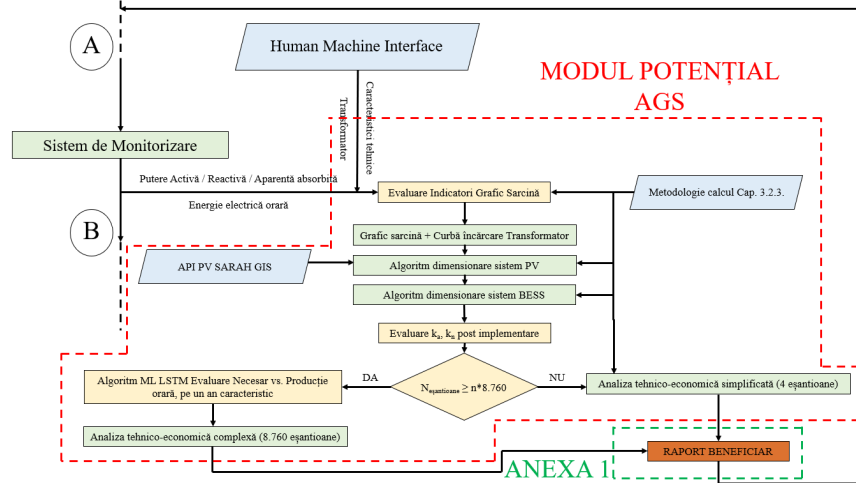 A
Human Machine Interface
MODUL POTENȚIAL
AGS
Caracteristici tehnice
Transformator
Sistem de Monitorizare
Putere Activă / Reactivă / Aparentă absorbită
Energie electrică orară
Evaluare Indicatori Grafic Sarcină
Metodologie calcul Cap. 3.2.3.
B
Grafic sarcină + Curbă încărcare Transformator
API PV SARAH GIS
Algoritm dimensionare sistem PV
Algoritm dimensionare sistem BESS
Evaluare kₐ, kₙ post implementare
Algoritm ML LSTM Evaluare Necesar vs. Producție
orară, pe un an caracteristic
DA
N eșantioane ≥ n*8.760
NU
Analiza tehnico-economică simplificată (4 eșantioane)
Analiza tehnico-economică complexă (8.760 eșantioane)
RAPORT BENEFICIAR
ANEXA 1